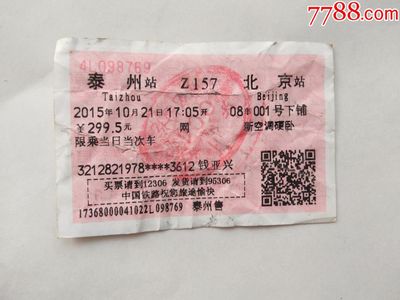 7788.com
4L098769
泰州站 Z157 北京站
Taizhou Beijing
2015年10月21日17:05开 08车001号下铺
￥299.5元 网 新空调硬卧
限乘当日当次车
3212821978****3612 钱亚兴
买票请到12306 发货请到95306
中国铁路祝您旅途愉快
17368000041022L098769 泰州售